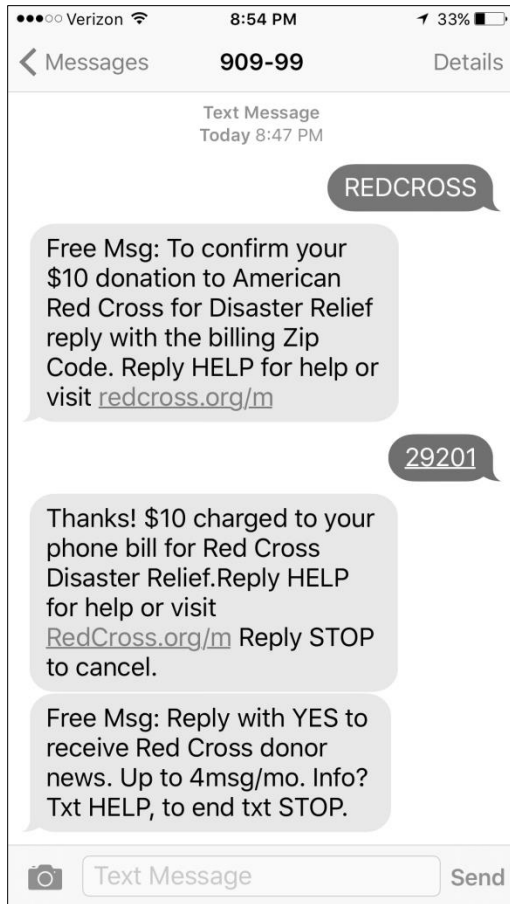 Verizon 8:54 PM 33%
Messages 909-99 Details
Text Message
Today 8:47 PM
REDCROSS
Free Msg: To confirm your
$10 donation to American
Red Cross for Disaster Relief
reply with the billing Zip
Code. Reply HELP for help or
visit redcross.org/m
29201
Thanks! $10 charged to your
phone bill for Red Cross
Disaster Relief.Reply HELP
for help or visit
RedCross.org/m Reply STOP
to cancel.
Free Msg: Reply with YES to
receive Red Cross donor
news. Up to 4msg/mo. Info?
Txt HELP, to end txt STOP.
Text Message Send